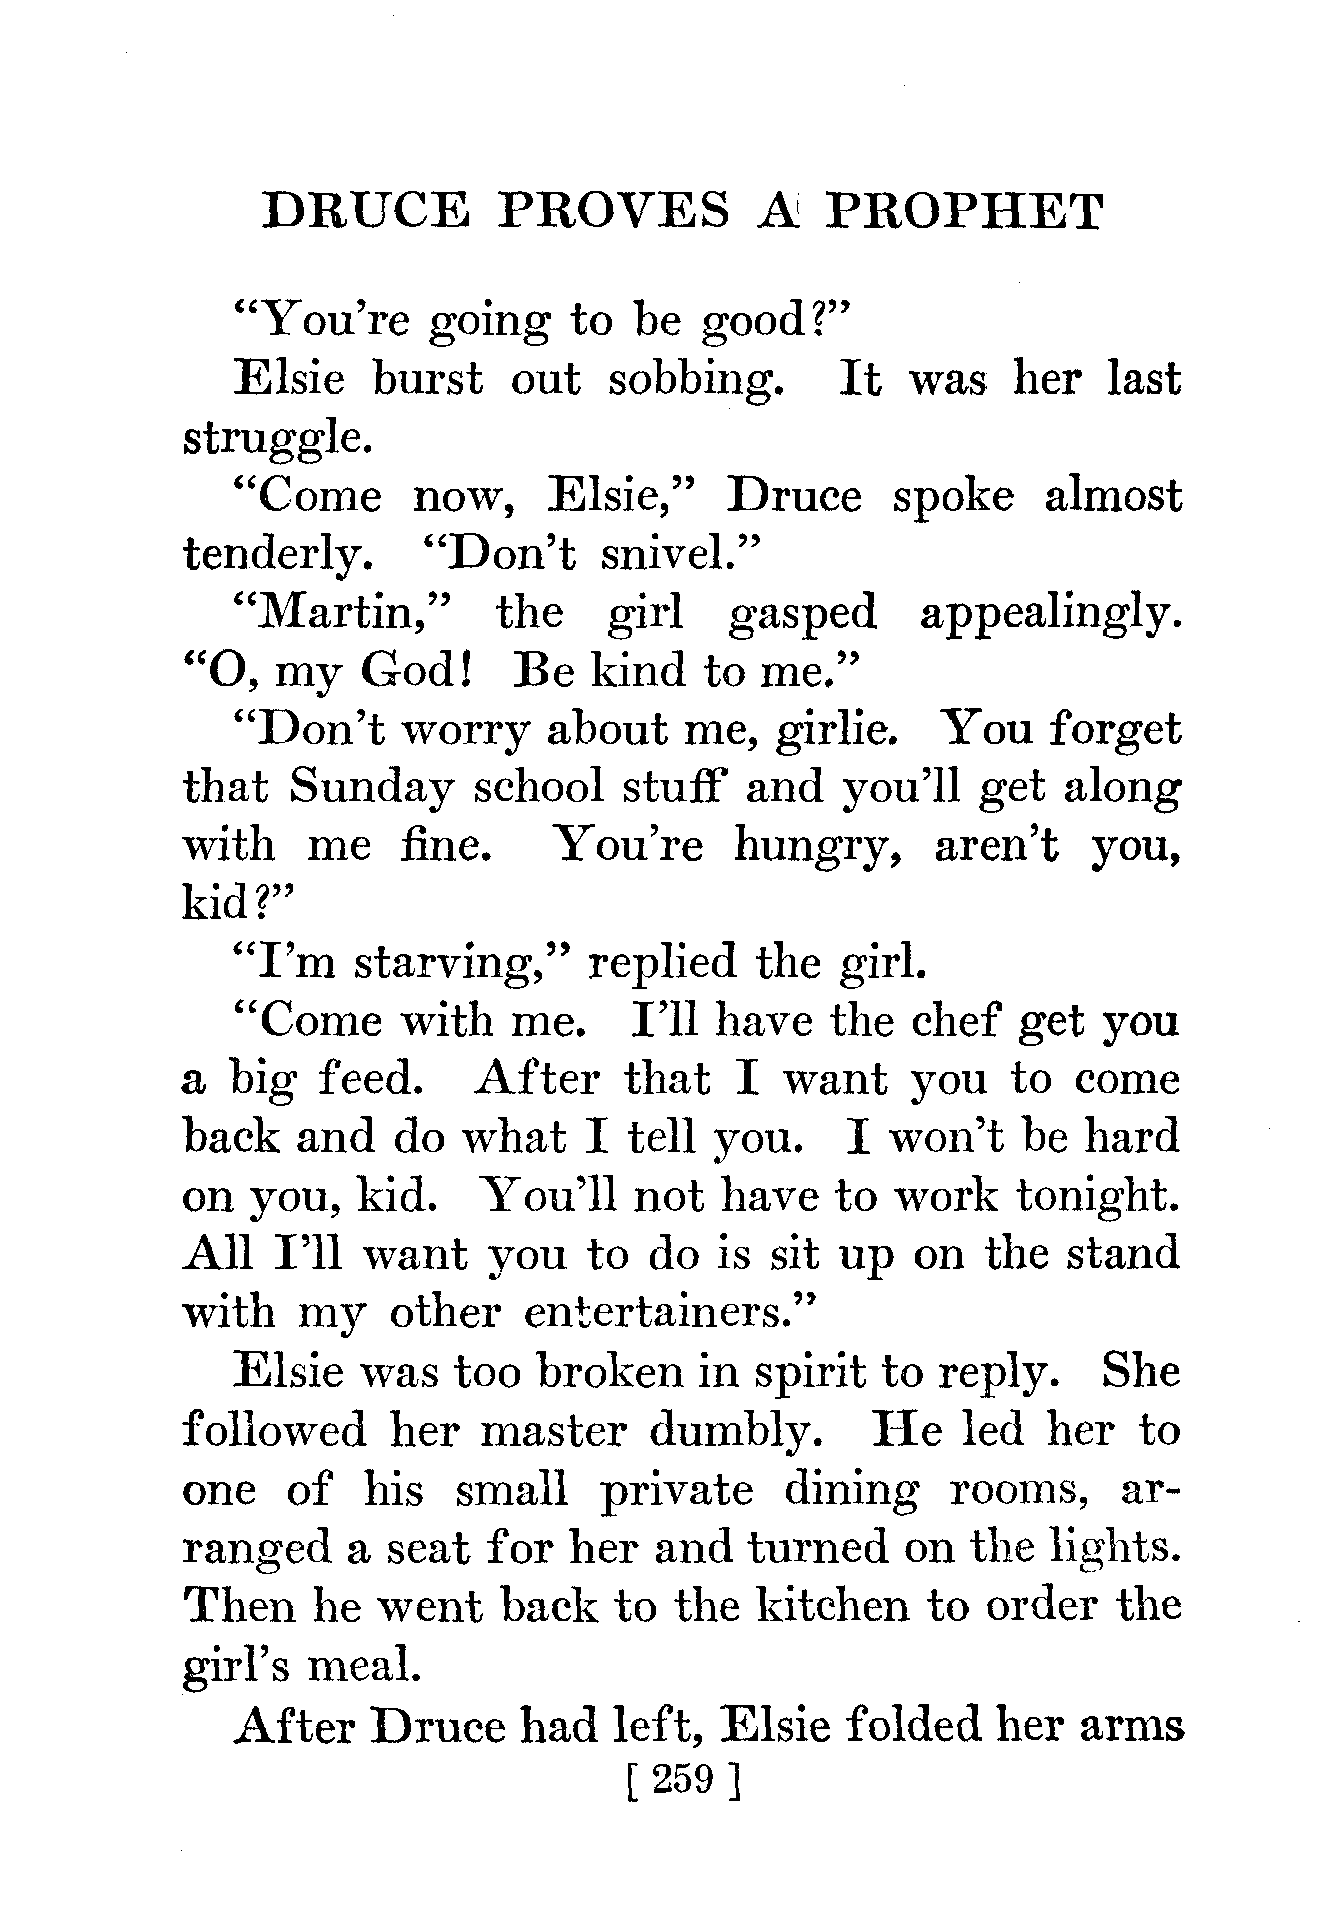 DRUCE PROVES A PROPHET
“You're going to be good?”
Elsie burst out sobbing. It was her last
struggle.
“Come now, Elsie,” Druce spoke almost
tenderly. “Don't snivel.”
“Martin,” the girl gasped appealingly.
“O, my God! Be kind to me.”
“Don't worry about me, girlie. You forget
that Sunday school stuff and you'll get along
with me fine. You're hungry, aren't you,
kid?”
“I'm starving,” replied the girl.
“Come with me. I'll have the chef get you
a big feed. After that I want you to come
back and do what I tell you. I won't be hard
on you, kid. You'll not have to work tonight.
All I'll want you to do is sit up on the stand
with my other entertainers.”
Elsie was too broken in spirit to reply. She
followed her master dumbly. He led her to
one of his small private dining rooms, ar-
ranged a seat for her and turned on the lights.
Then he went back to the kitchen to order the
girl's meal.
After Druce had left, Elsie folded her arms
[ 259 ]